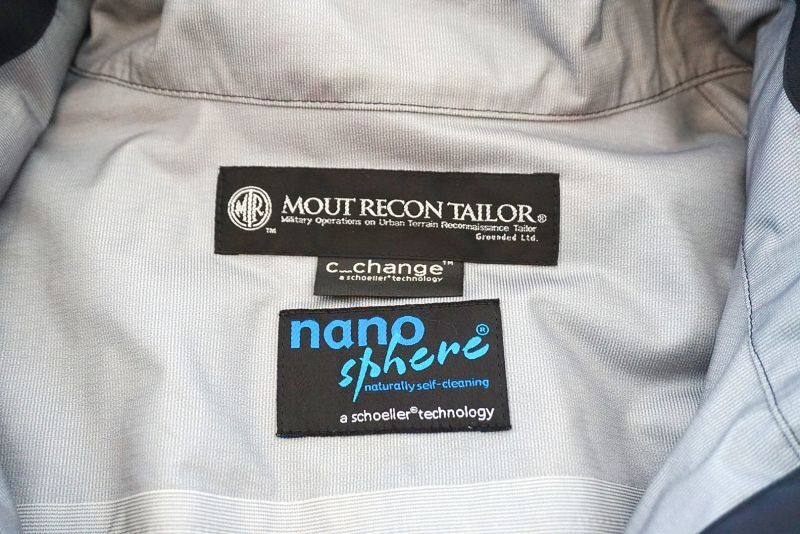 MR MOUT RECON TAILOR®
™ Military Operations on Urban Terrain Reconnaissance Tailor
Grounded Ltd.
c_change™
a schoeller® technology
nano
sphere®
naturally self-cleaning
a schoeller® technology